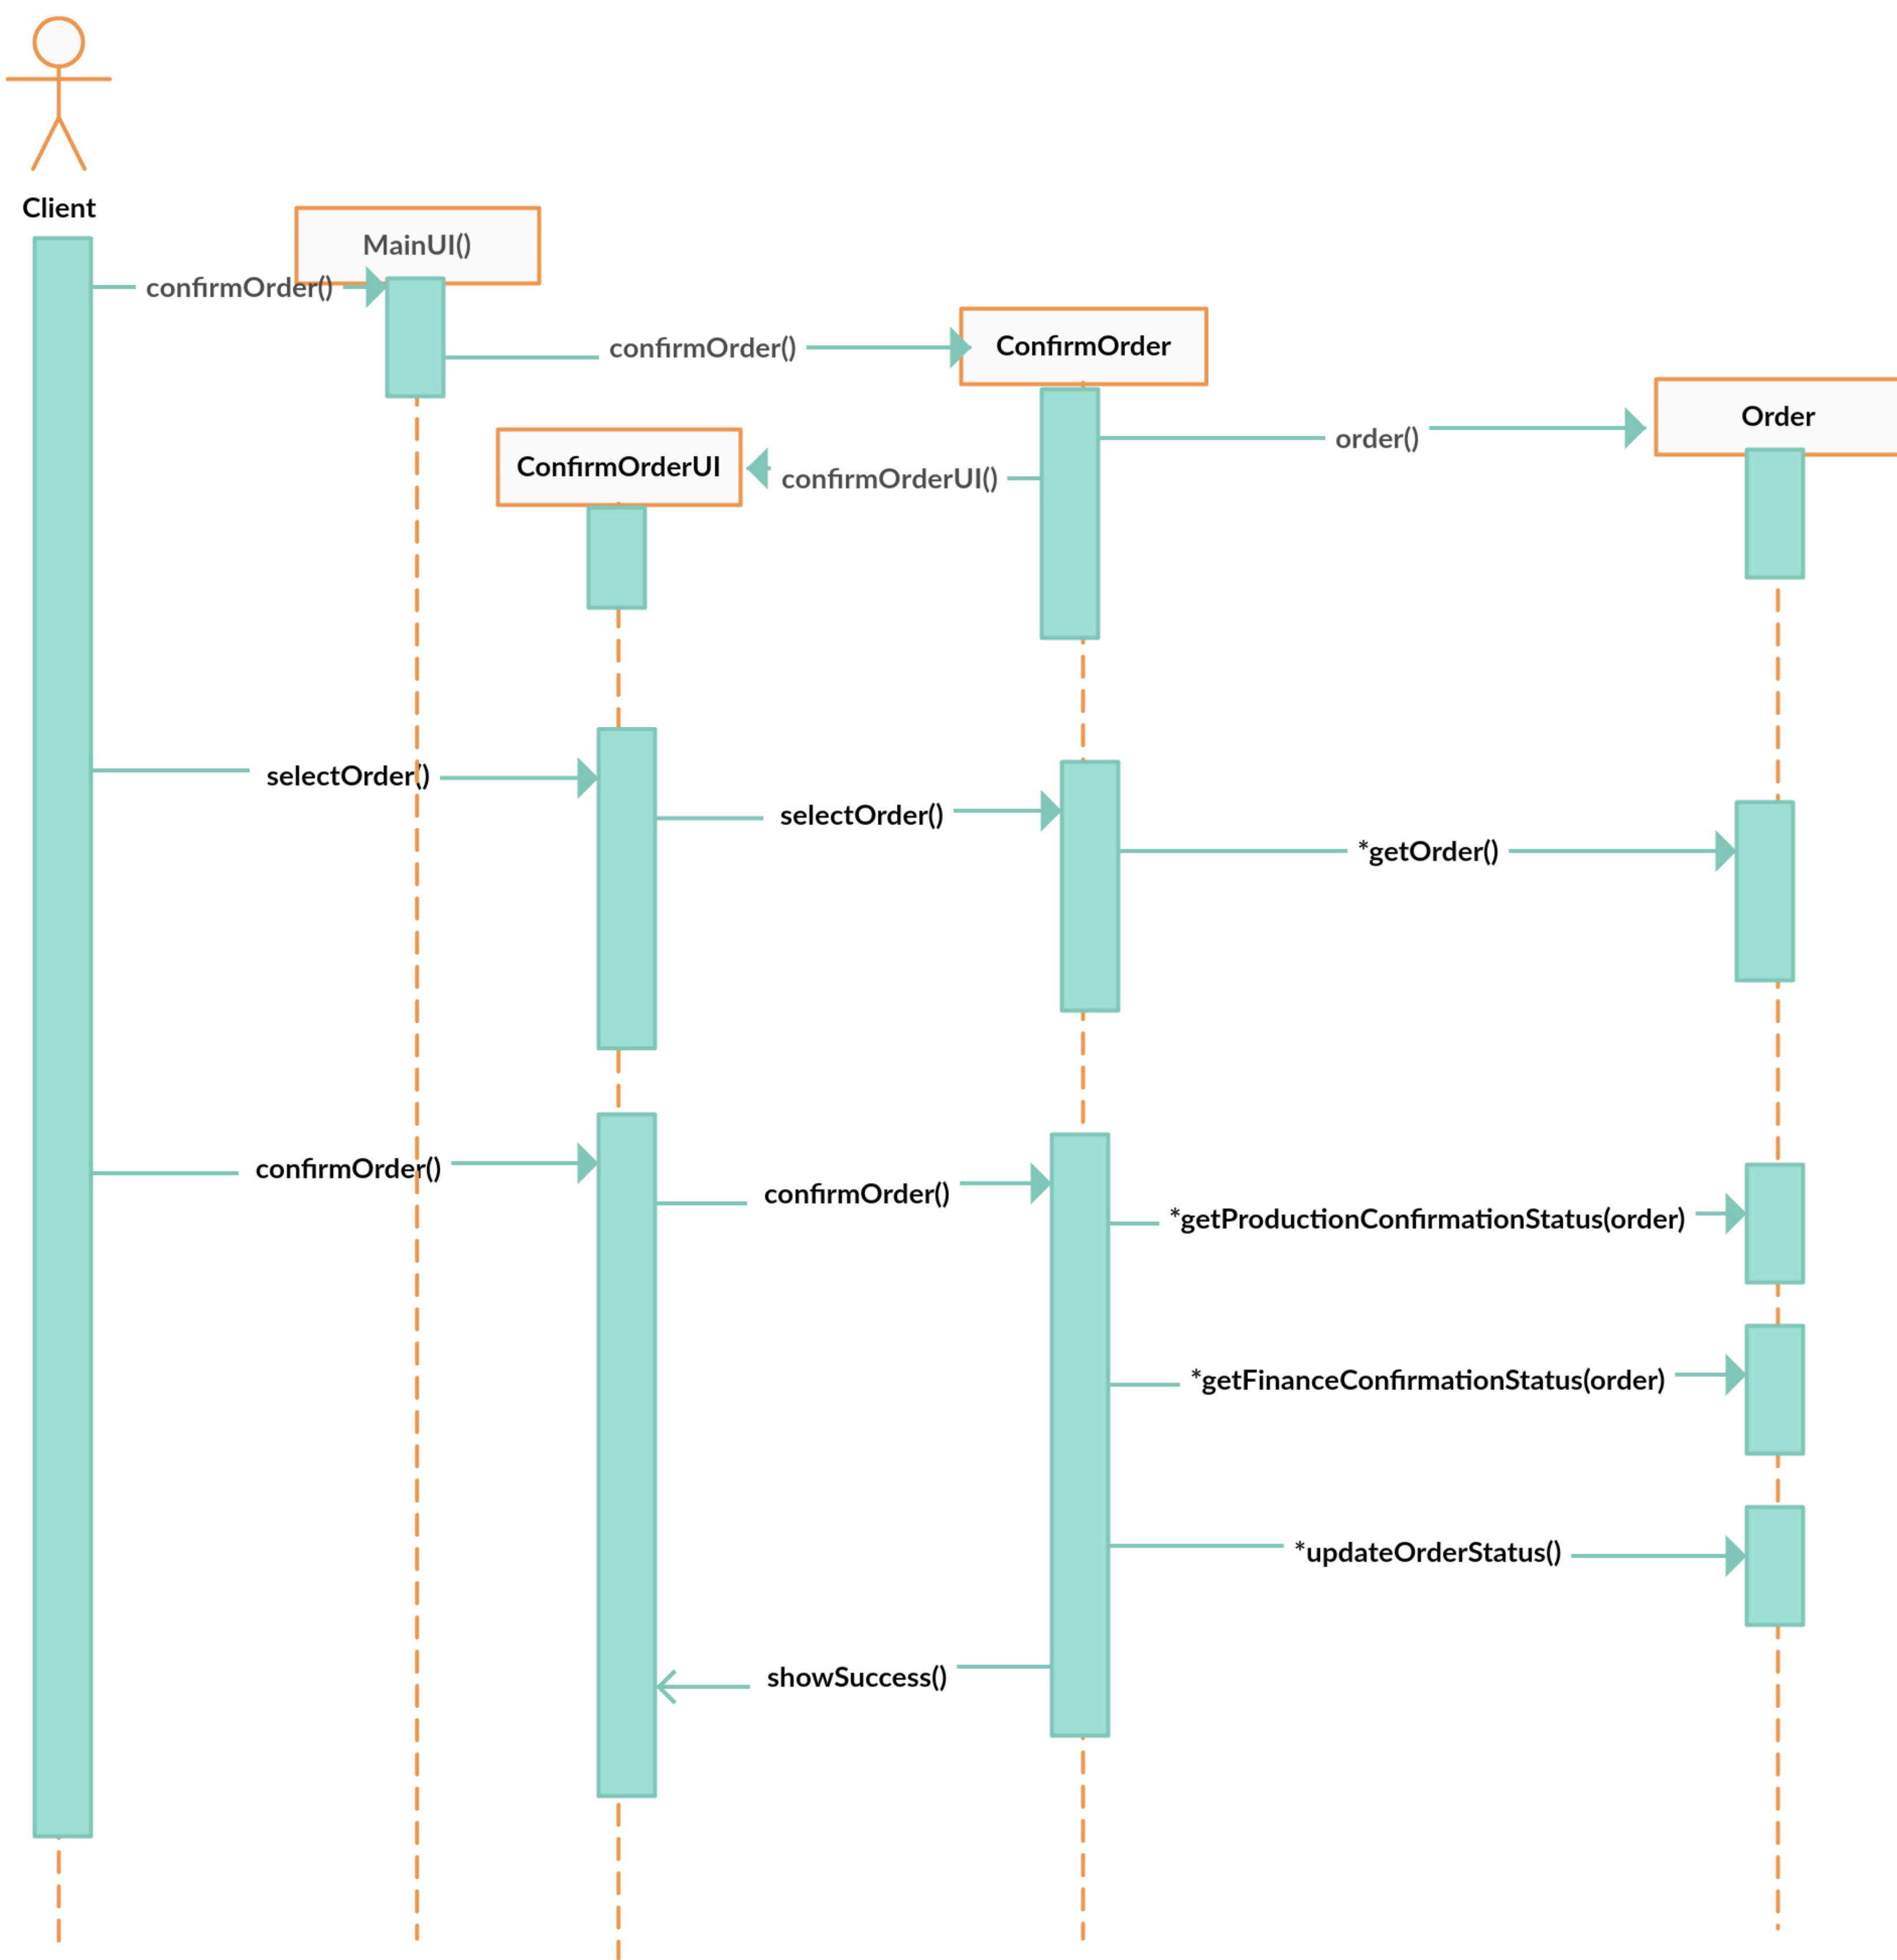 Client
MainUI()
confirmOrder()
confirmOrder()
ConfirmOrder
Order
order()
ConfirmOrderUI
confirmOrderUI()
selectOrder()
selectOrder()
*getOrder()
confirmOrder()
confirmOrder()
*getProductionConfirmationStatus(order)
*getFinanceConfirmationStatus(order)
*updateOrderStatus()
showSuccess()